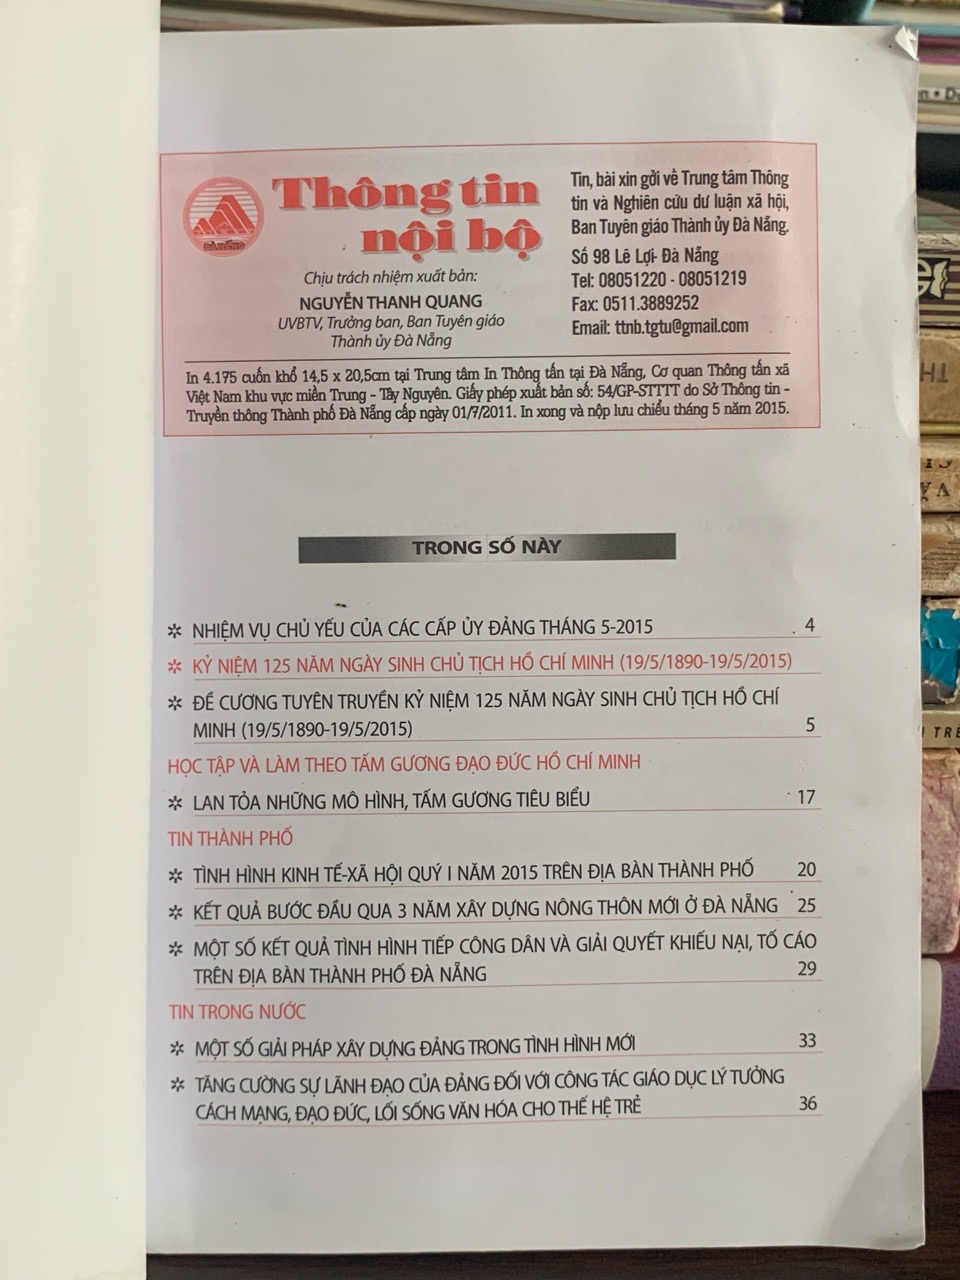 ĐÀ NẴNG
Thông tin
nội bộ
Chịu trách nhiệm xuất bản:
NGUYỄN THANH QUANG
UVBTV, Trưởng ban, Ban Tuyên giáo
Thành ủy Đà Nẵng
Tin, bài xin gởi về Trung tâm Thông
tin và Nghiên cứu dư luận xã hội,
Ban Tuyên giáo Thành ủy Đà Nẵng.
Số 98 Lê Lợi- Đà Nẵng
Tel: 08051220 - 08051219
Fax: 0511.3889252
Email: ttnb.tgtu@gmail.com
In 4.175 cuốn khổ 14,5 x 20,5cm tại Trung tâm In Thông tấn tại Đà Nẵng, Cơ quan Thông tấn xã
Việt Nam khu vực miền Trung - Tây Nguyên. Giấy phép xuất bản số: 54/GP-STTTT do Sở Thông tin -
Truyền thông Thành phố Đà Nẵng cấp ngày 01/7/2011. In xong và nộp lưu chiểu tháng 5 năm 2015.
TRONG SỐ NÀY
✲ NHIỆM VỤ CHỦ YẾU CỦA CÁC CẤP ỦY ĐẢNG THÁNG 5-2015 4
✲ KỶ NIỆM 125 NĂM NGÀY SINH CHỦ TỊCH HỒ CHÍ MINH (19/5/1890-19/5/2015)
✲ ĐỀ CƯƠNG TUYÊN TRUYỀN KỶ NIỆM 125 NĂM NGÀY SINH CHỦ TỊCH HỒ CHÍ
MINH (19/5/1890-19/5/2015) 5
HỌC TẬP VÀ LÀM THEO TẤM GƯƠNG ĐẠO ĐỨC HỒ CHÍ MINH
✲ LAN TỎA NHỮNG MÔ HÌNH, TẤM GƯƠNG TIÊU BIỂU 17
TIN THÀNH PHỐ
✲ TÌNH HÌNH KINH TẾ-XÃ HỘI QUÝ I NĂM 2015 TRÊN ĐỊA BÀN THÀNH PHỐ 20
✲ KẾT QUẢ BƯỚC ĐẦU QUA 3 NĂM XÂY DỰNG NÔNG THÔN MỚI Ở ĐÀ NẴNG 25
✲ MỘT SỐ KẾT QUẢ TÌNH HÌNH TIẾP CÔNG DÂN VÀ GIẢI QUYẾT KHIẾU NẠI, TỐ CÁO
TRÊN ĐỊA BÀN THÀNH PHỐ ĐÀ NẴNG 29
TIN TRONG NƯỚC
✲ MỘT SỐ GIẢI PHÁP XÂY DỰNG ĐẢNG TRONG TÌNH HÌNH MỚI 33
✲ TĂNG CƯỜNG SỰ LÃNH ĐẠO CỦA ĐẢNG ĐỐI VỚI CÔNG TÁC GIÁO DỤC LÝ TƯỞNG
CÁCH MẠNG, ĐẠO ĐỨC, LỐI SỐNG VĂN HÓA CHO THẾ HỆ TRẺ 36